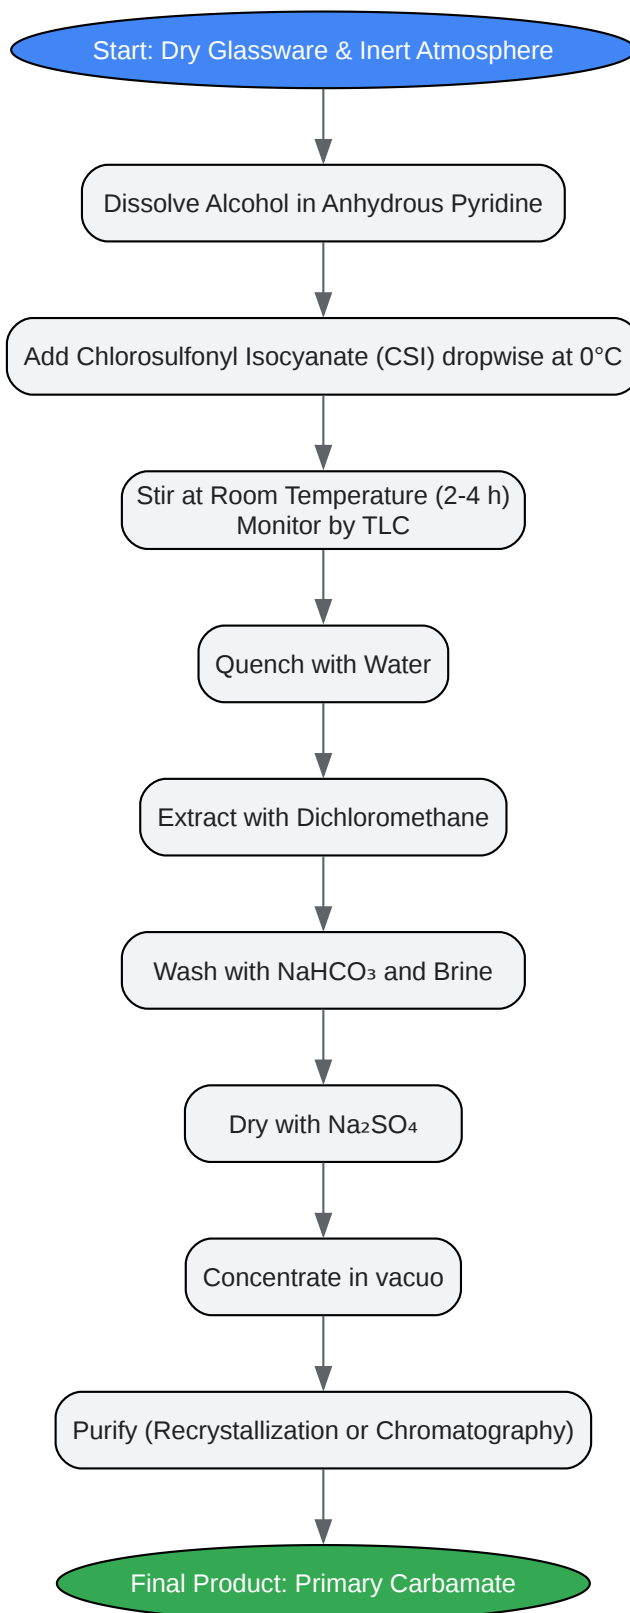 Start: Dry Glassware & Inert Atmosphere
Dissolve Alcohol in Anhydrous Pyridine
Add Chlorosulfonyl Isocyanate (CSI) dropwise at 0°C
Stir at Room Temperature (2-4 h)
Monitor by TLC
Quench with Water
Extract with Dichloromethane
Wash with NaHCO₃ and Brine
Dry with Na₂SO₄
Concentrate in vacuo
Purify (Recrystallization or Chromatography)
Final Product: Primary Carbamate